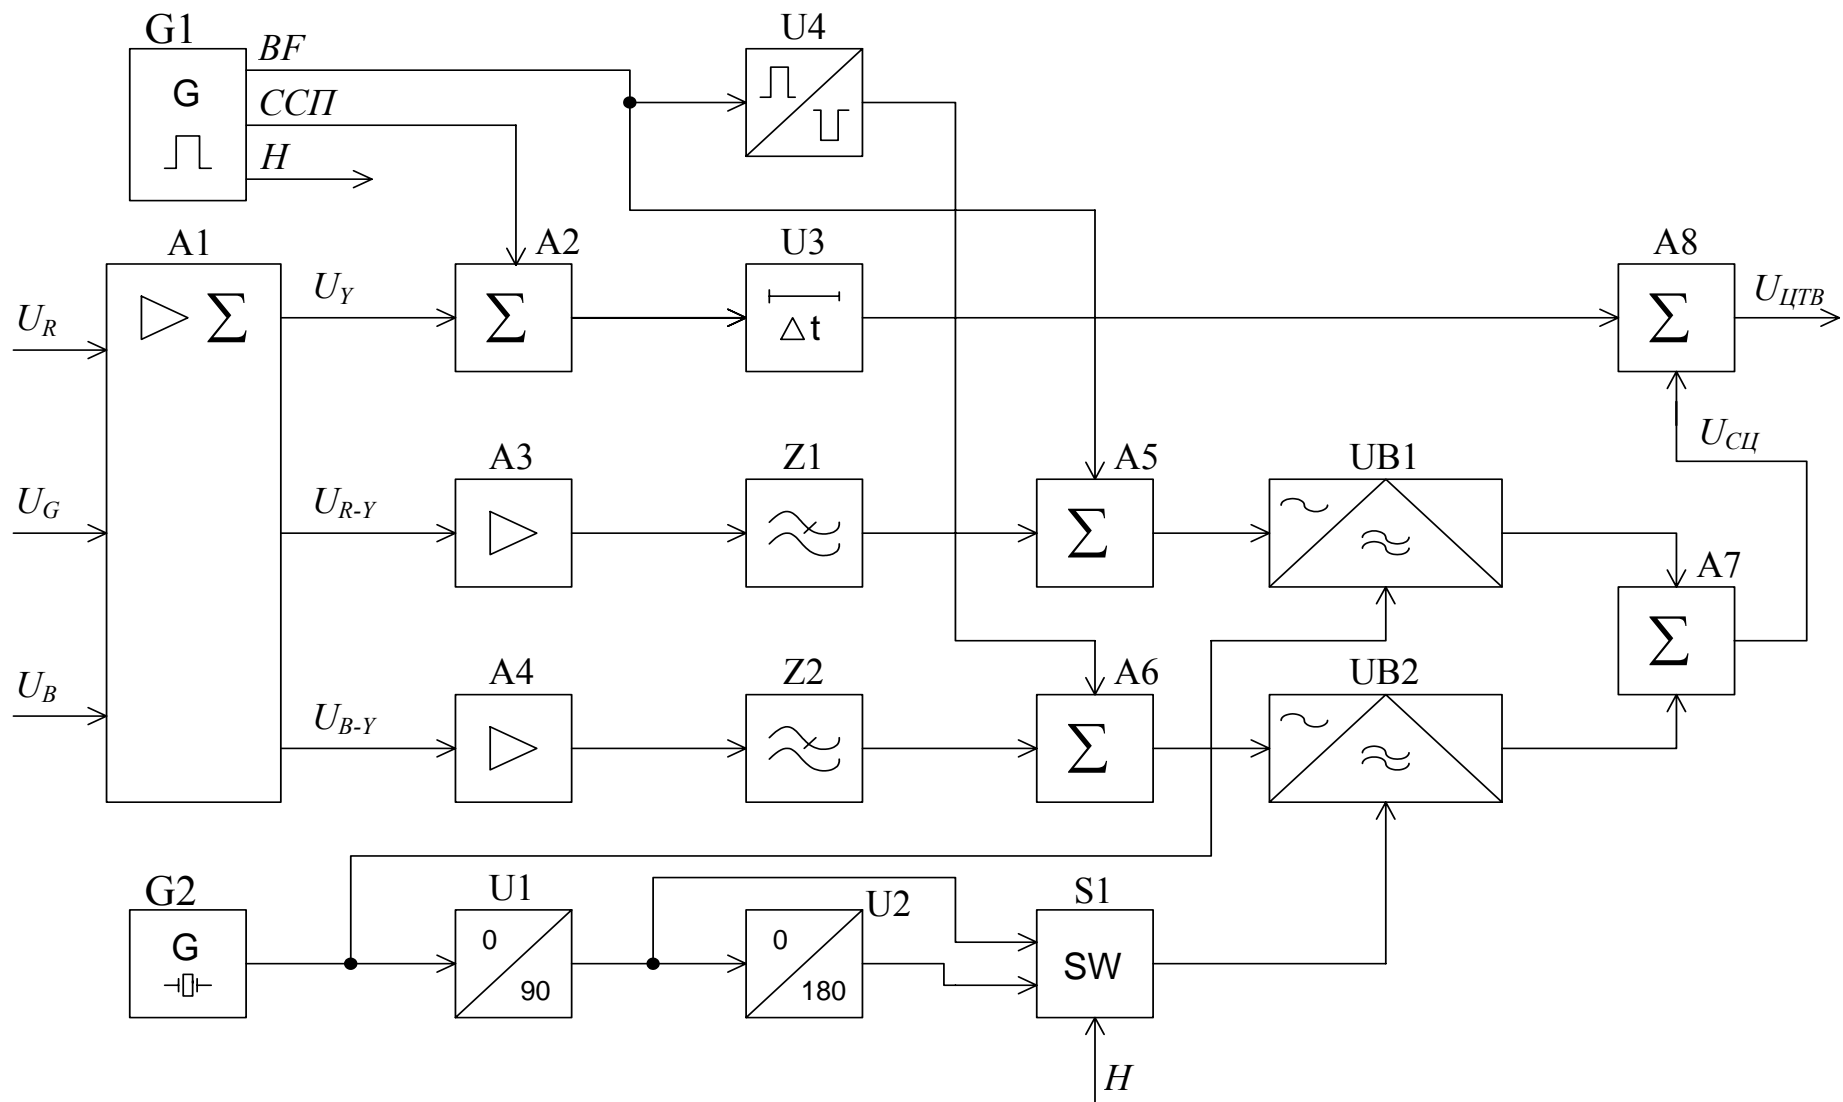 G1
BF
U4
G
ССП
H
A1
A2
U3
A8
U_R
Σ
U_Y
Σ
Δt
Σ
U_ЦТВ
U_G
A3
Z1
A5
UB1
U_СЦ
U_R-Y
Σ
A7
Σ
U_B
A4
Z2
A6
UB2
U_B-Y
Σ
G2
U1
U2
S1
G
0
90
0
180
SW
H